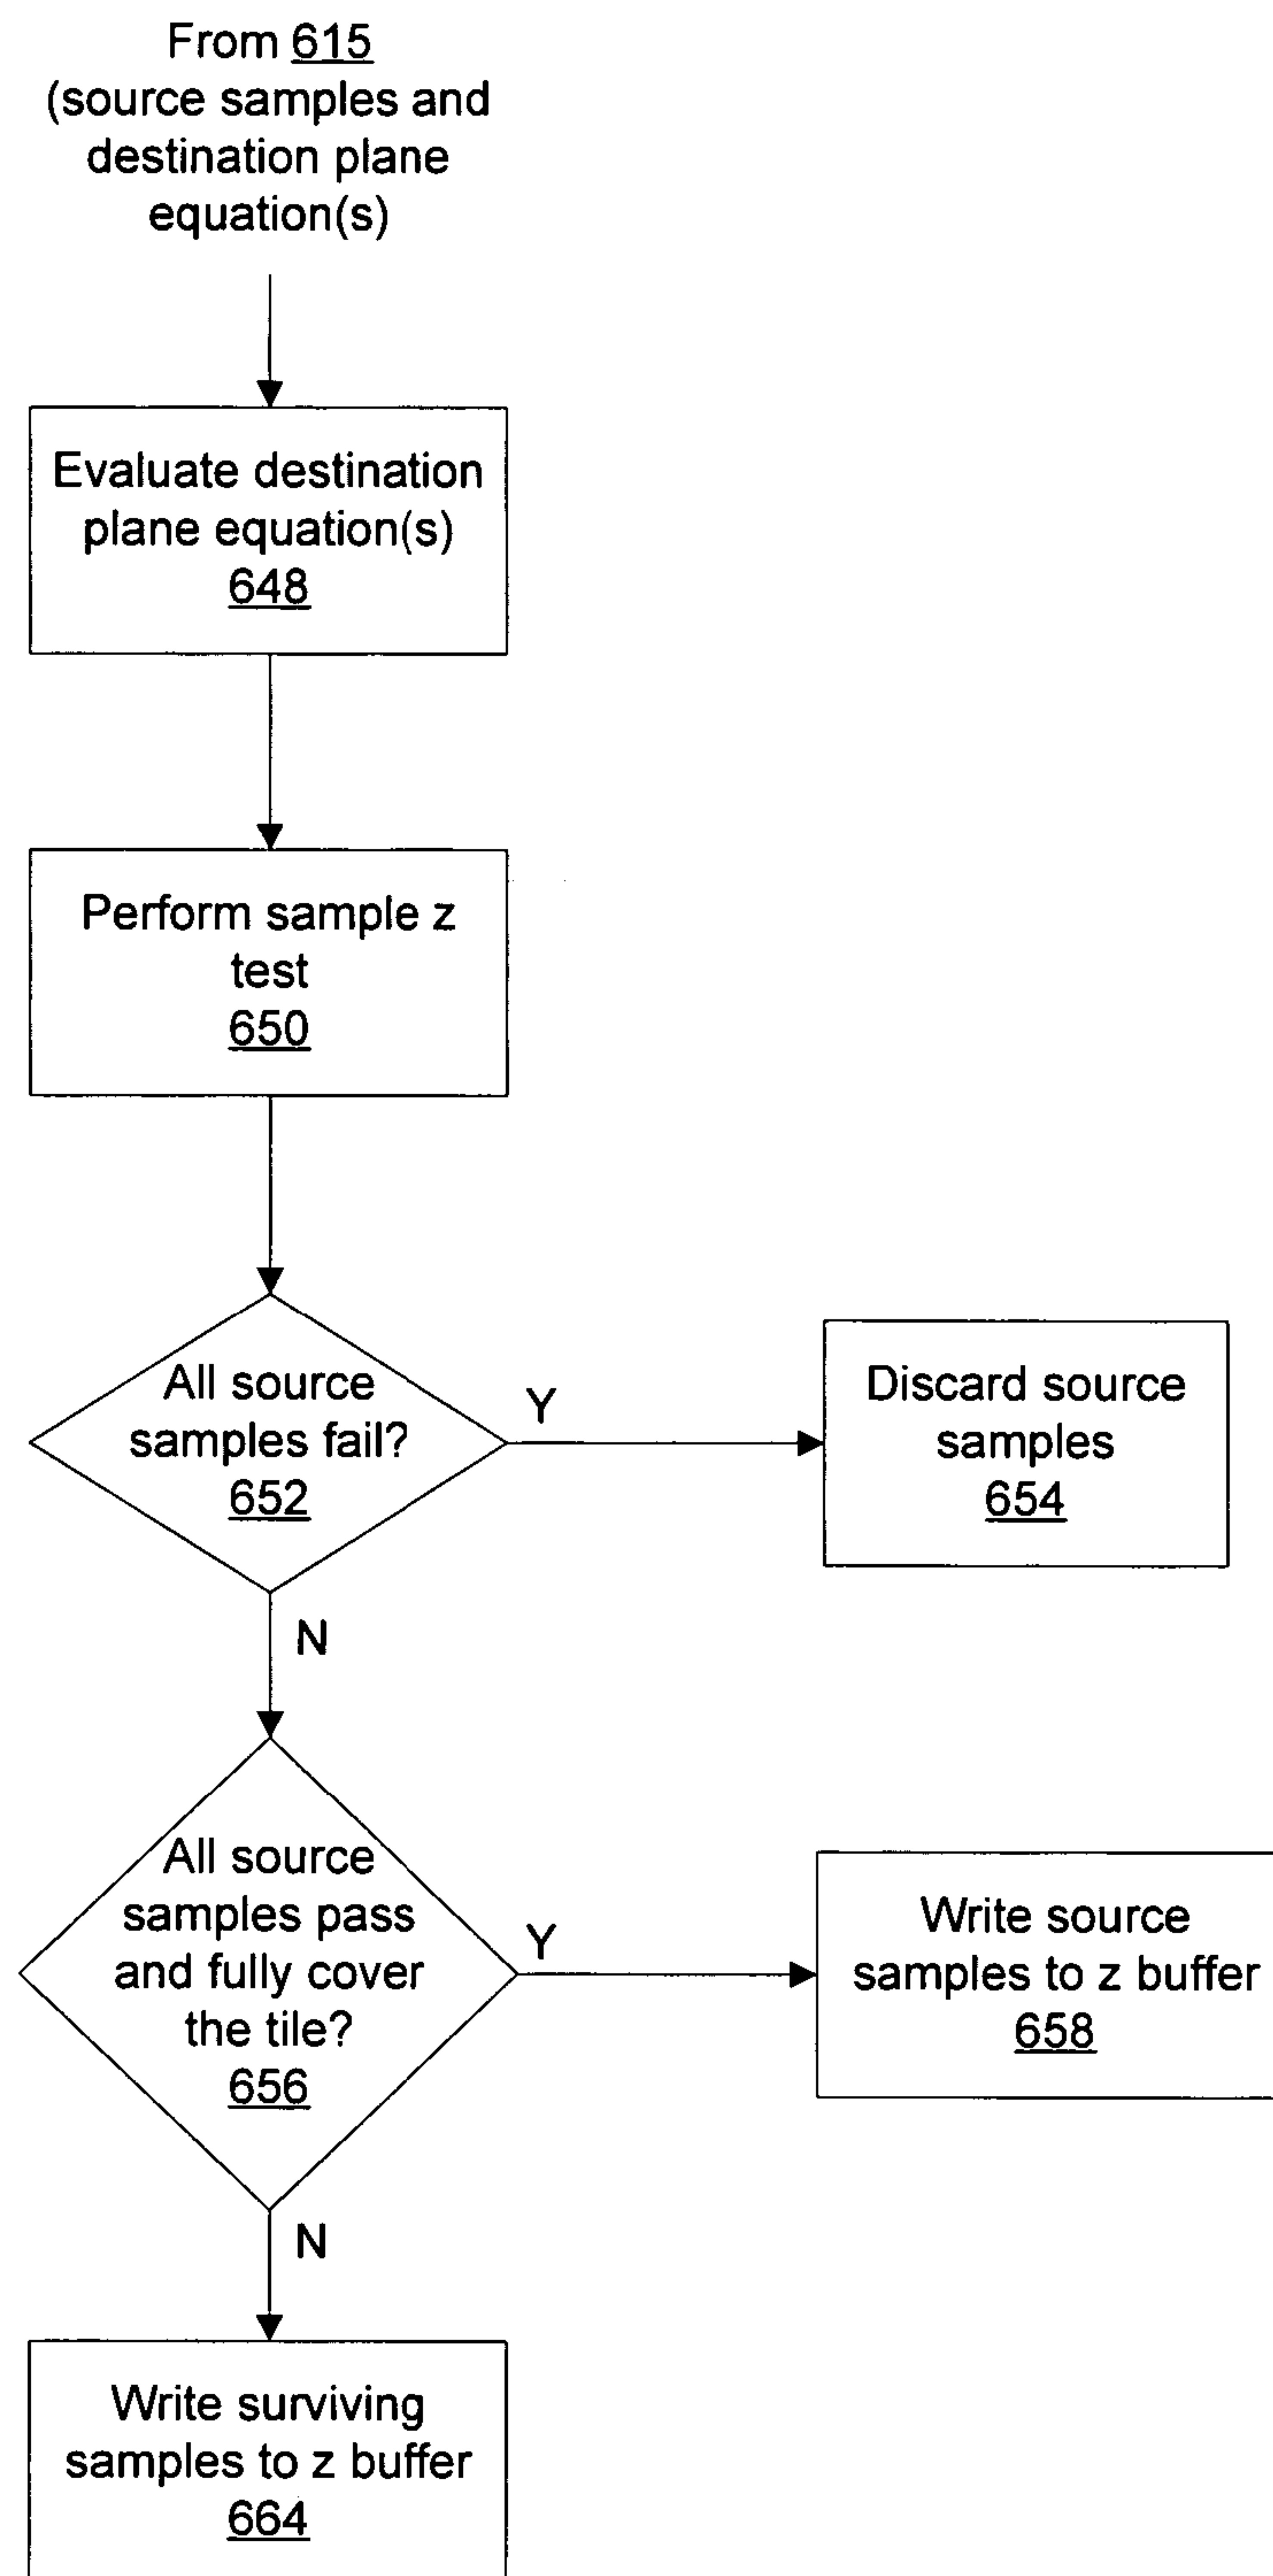 From 615
(source samples and
destination plane
equation(s)
Evaluate destination
plane equation(s)
648
Perform sample z
test
650
All source
samples fail?
652
Y
Discard source
samples
654
N
All source
samples pass
and fully cover
the tile?
656
Y
Write source
samples to z buffer
658
N
Write surviving
samples to z buffer
664